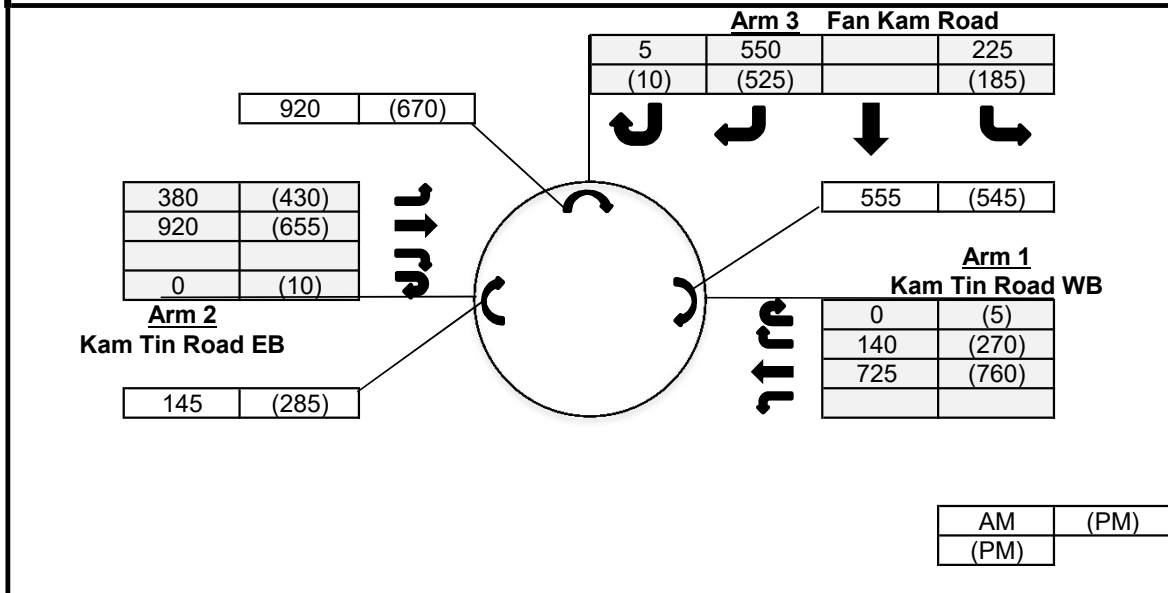 Arm 3 Fan Kam Road
5 550 225
(10) (525) (185)
920 (670)
380 (430)
920 (655)
0 (10)
555 (545)
Arm 1
Kam Tin Road WB
0 (5)
140 (270)
725 (760)
Arm 2
Kam Tin Road EB
145 (285)
AM (PM)
(PM)